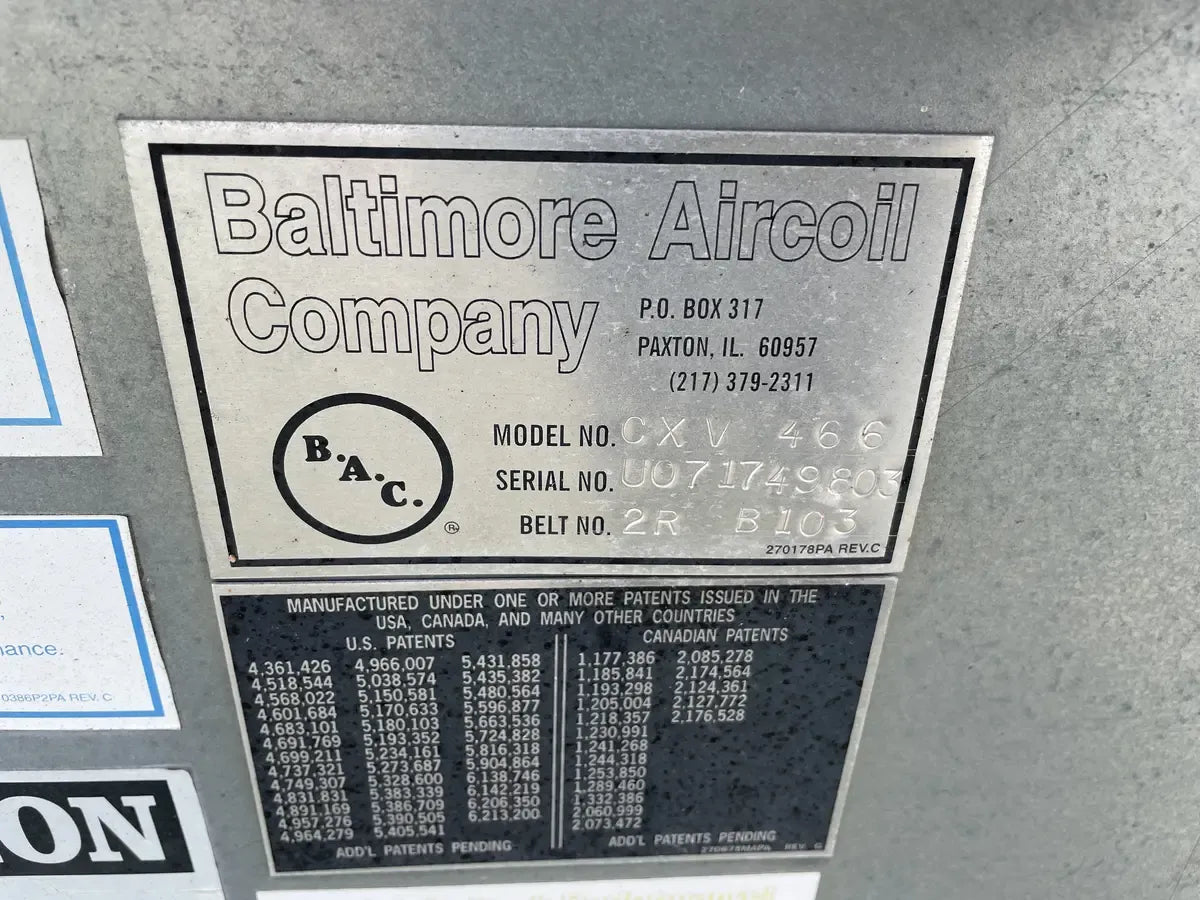 Baltimore Aircoil
Company
P.O. BOX 317
PAXTON, IL. 60957
(217) 379-2311
B.A.C.
®
MODEL NO. CXV 466
SERIAL NO. U071749803
BELT NO. 2R B103
270178PA REV.C
MANUFACTURED UNDER ONE OR MORE PATENTS ISSUED IN THE
USA, CANADA, AND MANY OTHER COUNTRIES
U.S. PATENTS
4,361,426 4,966,007 5,431,858
4,518,544 5,038,574 5,435,382
4,568,022 5,150,581 5,480,564
4,601,684 5,170,633 5,596,877
4,683,101 5,180,103 5,663,536
4,691,769 5,193,352 5,724,828
4,699,211 5,234,161 5,816,318
4,737,321 5,273,687 5,904,864
4,749,307 5,328,600 6,138,746
4,831,831 5,383,339 6,142,219
4,891,169 5,386,709 6,206,350
4,957,276 5,390,505 6,213,200
4,964,279 5,405,541
ADD'L PATENTS PENDING
CANADIAN PATENTS
1,177,386 2,085,278
1,185,841 2,174,564
1,193,298 2,124,361
1,205,004 2,127,772
1,218,357 2,176,528
1,230,991
1,241,268
1,244,318
1,253,850
1,289,460
1,332,386
2,060,999
2,073,472
ADD'L PATENTS PENDING
REV. G
ance.
0386P2PA REV. C
ON